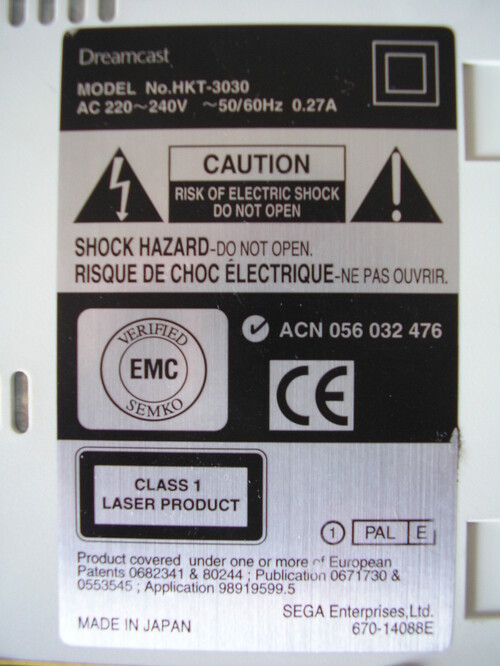 Dreamcast
MODEL No.HKT-3030
AC 220~240V ~50/60Hz 0.27A
CAUTION
RISK OF ELECTRIC SHOCK
DO NOT OPEN
SHOCK HAZARD-DO NOT OPEN.
RISQUE DE CHOC ÉLECTRIQUE-NE PAS OUVRIR.
VERIFIED
EMC
SEMKO
ACN 056 032 476
CE
CLASS 1
LASER PRODUCT
1 PAL E
Product covered under one or more of European
Patents 0682341 & 80244 ; Publication 0671730 &
0553545 ; Application 98919599.5
SEGA Enterprises,Ltd.
MADE IN JAPAN 670-14088E